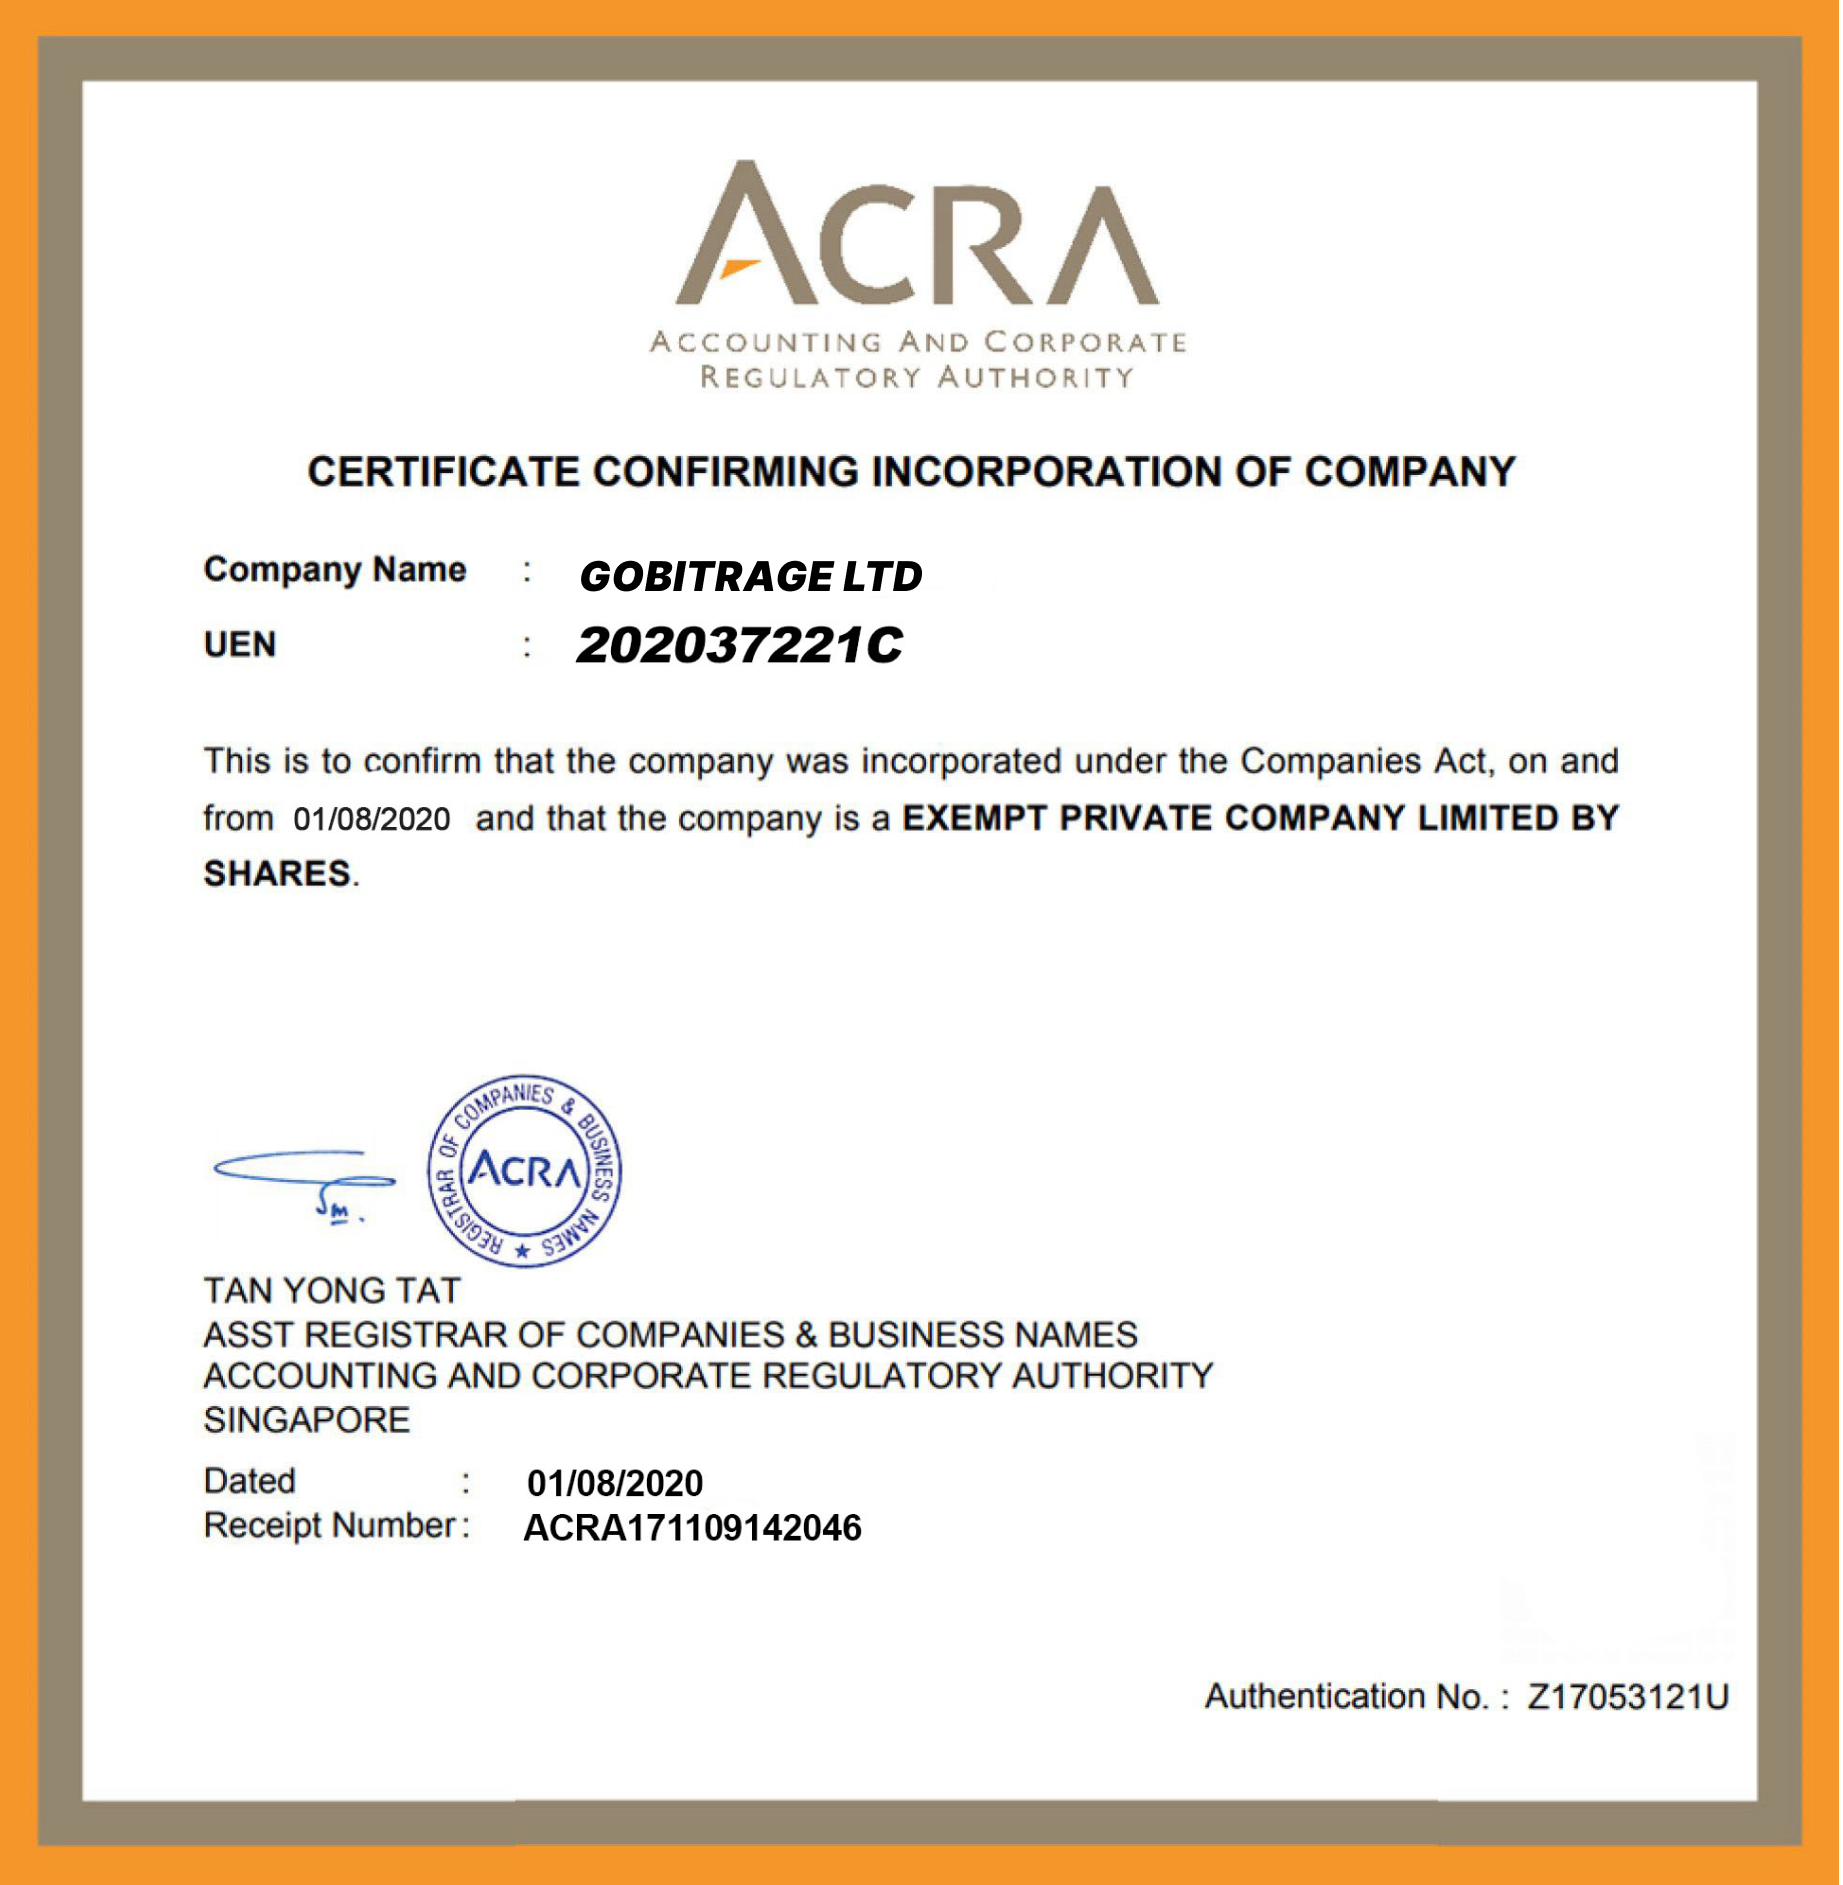 ACRA
ACCOUNTING AND CORPORATE
REGULATORY AUTHORITY
CERTIFICATE CONFIRMING INCORPORATION OF COMPANY
Company Name : GOBITRAGE LTD
UEN : 202037221C
This is to confirm that the company was incorporated under the Companies Act, on and
from 01/08/2020 and that the company is a EXEMPT PRIVATE COMPANY LIMITED BY
SHARES.
REGISTRAR OF COMPANIES & BUSINESS NAMES ★
ACRA
Sm.
TAN YONG TAT
ASST REGISTRAR OF COMPANIES & BUSINESS NAMES
ACCOUNTING AND CORPORATE REGULATORY AUTHORITY
SINGAPORE
Dated : 01/08/2020
Receipt Number : ACRA171109142046
Authentication No. : Z17053121U